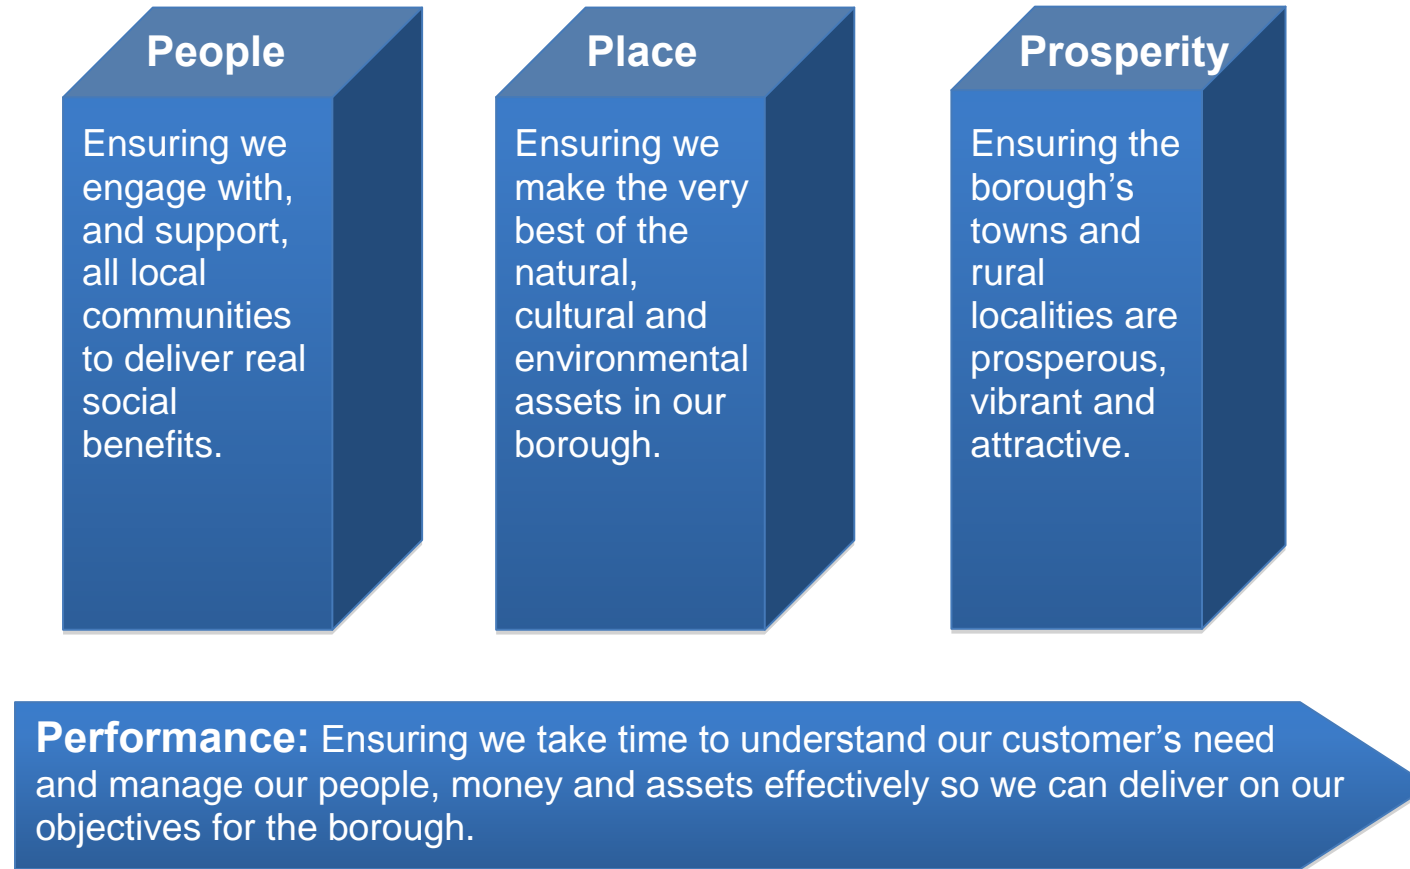 People
Ensuring we
engage with,
and support,
all local
communities
to deliver real
social
benefits.
Place
Ensuring we
make the very
best of the
natural,
cultural and
environmental
assets in our
borough.
Prosperity
Ensuring the
borough’s
towns and
rural
localities are
prosperous,
vibrant and
attractive.
Performance: Ensuring we take time to understand our customer’s need
and manage our people, money and assets effectively so we can deliver on our
objectives for the borough.